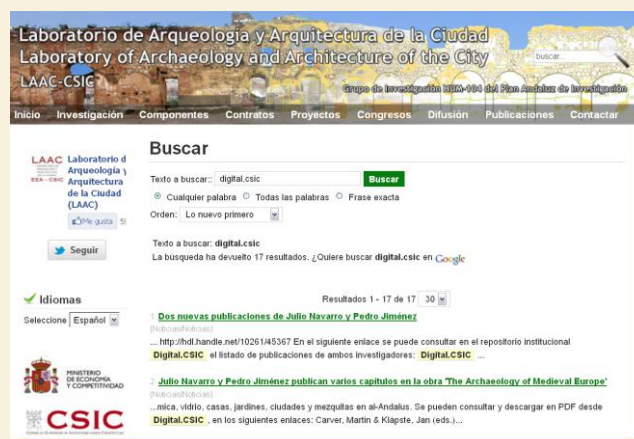 Laboratorio de Arqueología y Arquitectura de la Ciudad
Laboratory of Archaeology and Architecture of the City
LAAC-CSIC
buscar...
Grupo de Investigación HUM-104 del Plan Andaluz de Investigación
Inicio Investigación Componentes Contratos Proyectos Congresos Difusión Publicaciones Contactar
LAAC
EEA - CSIC
Laboratorio d
Arqueología y
Arquitectura
de la Ciudad
(LAAC)
Me gusta
Seguir
Idiomas
Seleccione Español
MINISTERIO
DE ECONOMÍA
Y COMPETITIVIDAD
CSIC
Buscar
Texto a buscar:: digital.csic Buscar
Cualquier palabra Todas las palabras Frase exacta
Orden: Lo nuevo primero
Texto a buscar: digital.csic
La búsqueda ha devuelto 17 resultados. ¿Quiere buscar digital.csic en Google
Resultados 1 - 17 de 17 30
1. Dos nuevas publicaciones de Julio Navarro y Pedro Jiménez
(Noticias/Noticias)
... http://hdl.handle.net/10261/45367 En el siguiente enlace se puede consultar en el repositorio institucional
Digital.CSIC el listado de publicaciones de ambos investigadores: Digital.CSIC ...
2. Julio Navarro y Pedro Jiménez publican varios capítulos en la obra 'The Archaeology of Medieval Europe'
(Noticias/Noticias)
...mica, vidrio, casas, jardines, ciudades y mezquitas en al-Andalus. Se pueden consultar y descargar en PDF desde
Digital.CSIC , en los siguientes enlaces: Carver, Martin & Klápste, Jan (eds.)...